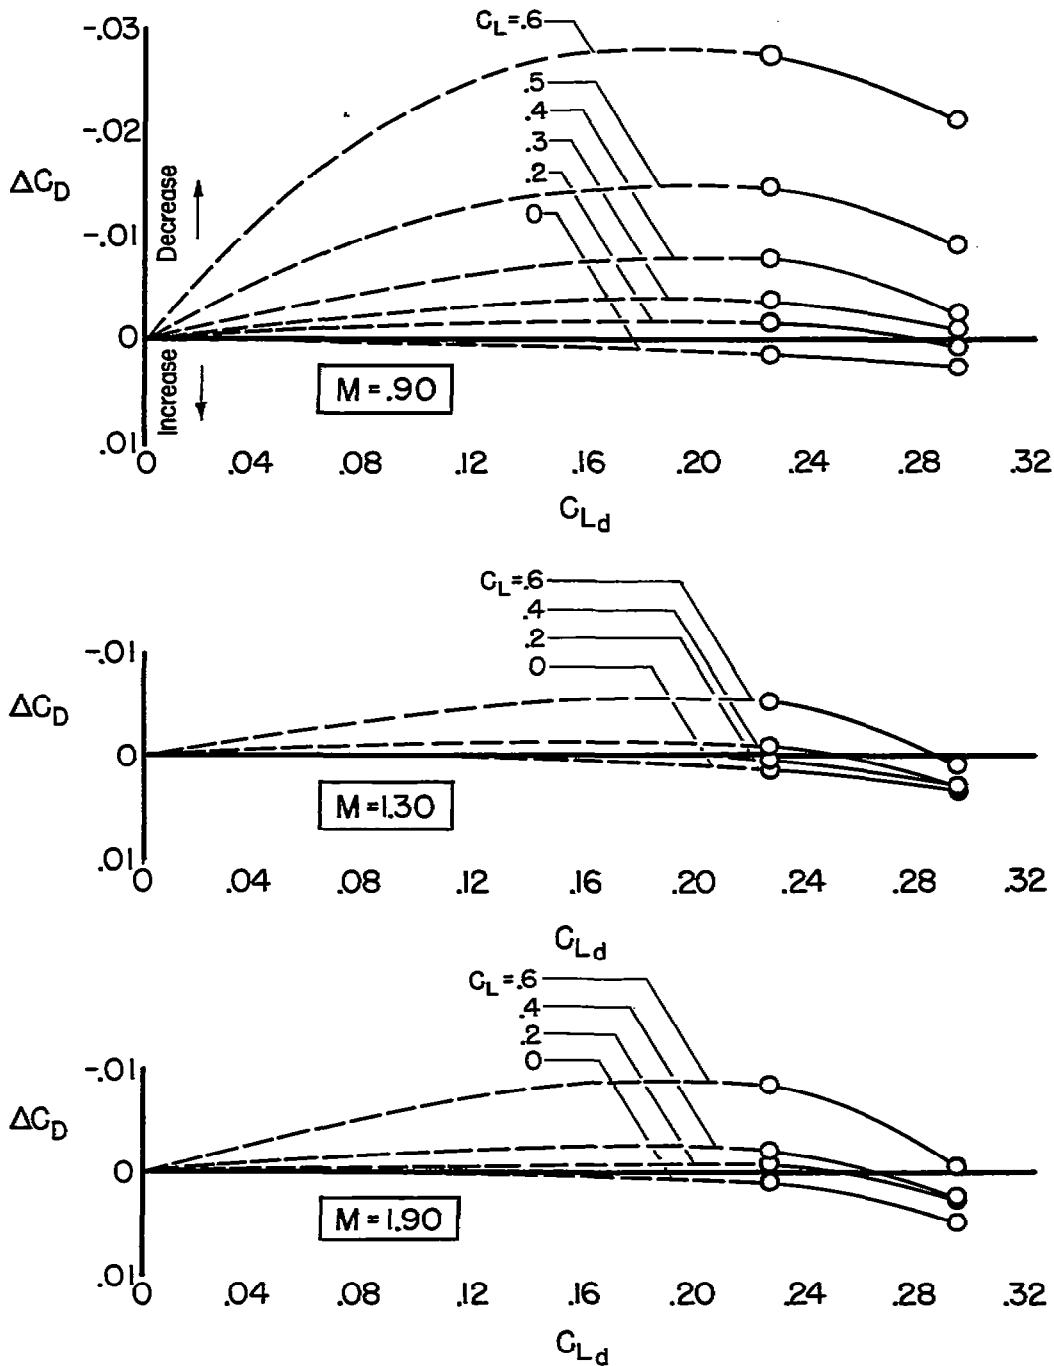 -.03
C_L=.6
.5
.4
.3
.2
0
-.02
ΔC_D
Decrease
-.01
0
Increase
M=.90
.01
0 .04 .08 .12 .16 .20 .24 .28 .32
C_Ld
C_L=.6
.4
.2
0
-.01
ΔC_D
0
M=1.30
.01
0 .04 .08 .12 .16 .20 .24 .28 .32
C_Ld
C_L=.6
.4
.2
0
-.01
ΔC_D
0
M=1.90
.01
0 .04 .08 .12 .16 .20 .24 .28 .32
C_Ld